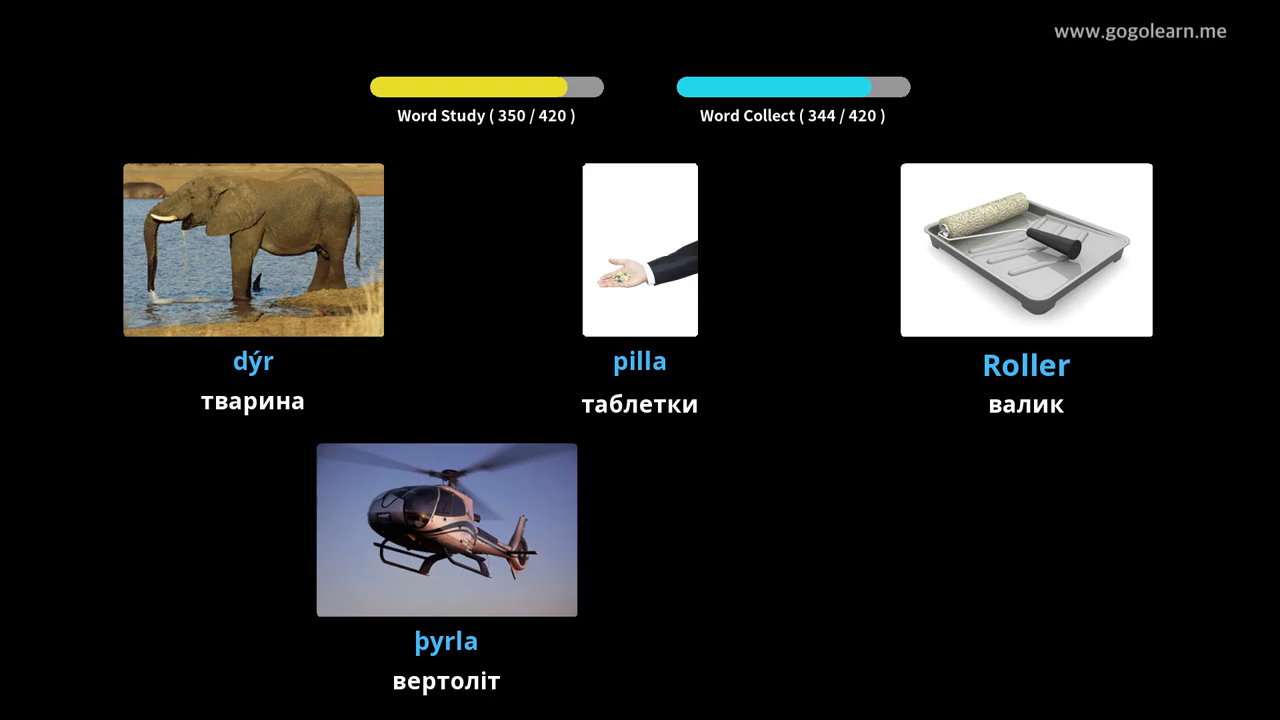 www.gogolearn.me
Word Study ( 350 / 420 )
Word Collect ( 344 / 420 )
dýr
тварина
pilla
таблетки
Roller
валик
þyrla
вертоліт